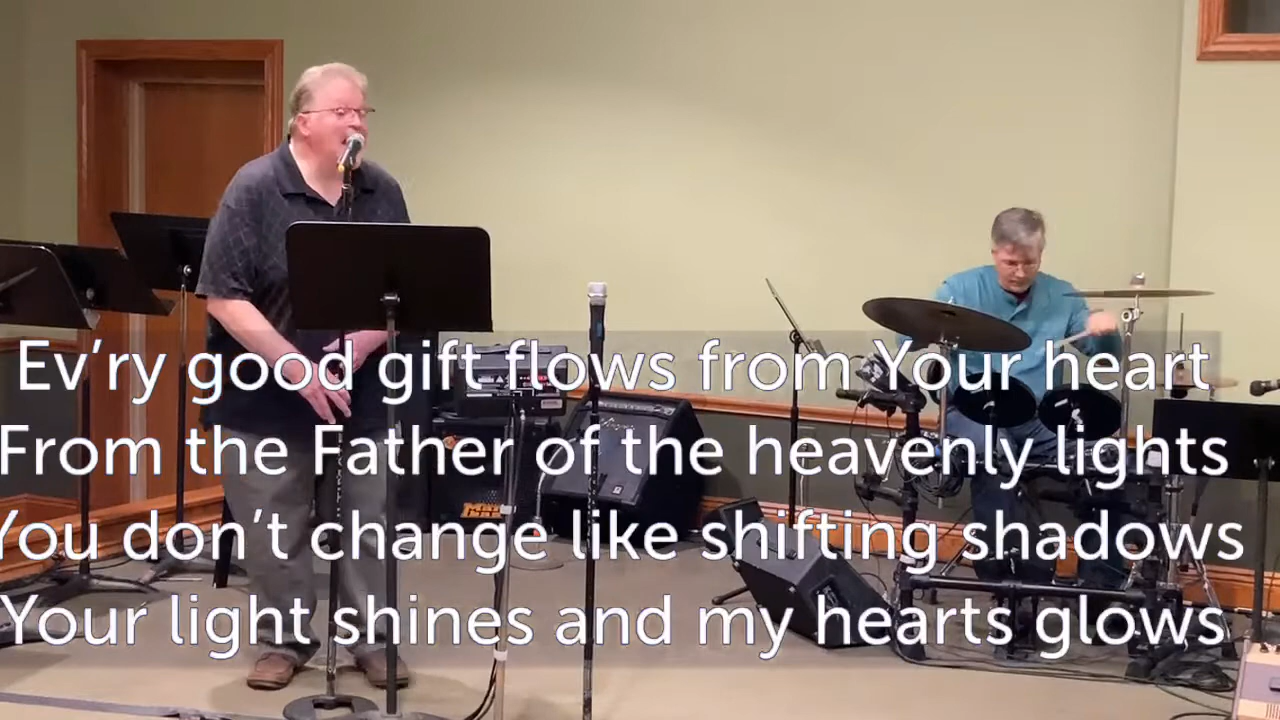 Ev’ry good gift flows from Your heart
From the Father of the heavenly lights
You don’t change like shifting shadows
Your light shines and my hearts glows